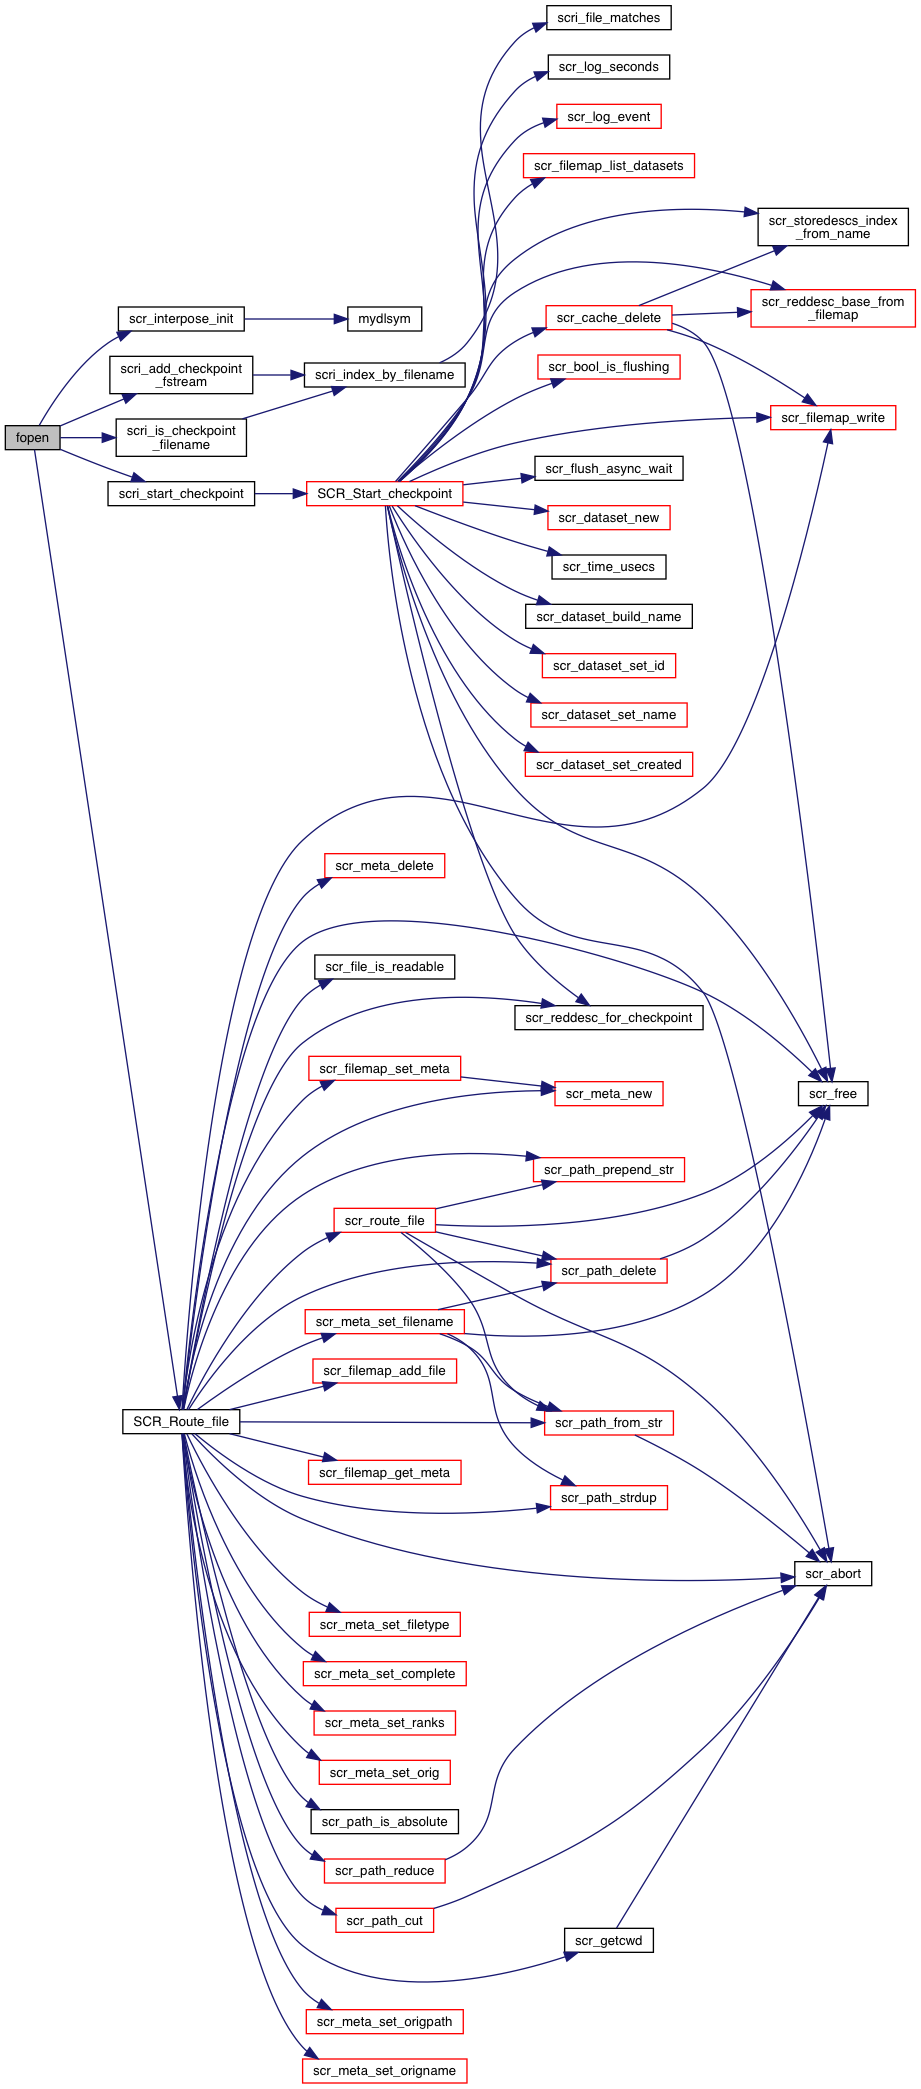 scri_file_matches
scr_log_seconds
scr_log_event
scr_filemap_list_datasets
scr_storedescs_index
_from_name
scr_reddesc_base_from
_filemap
scr_interpose_init
mydlsym
scr_cache_delete
scri_add_checkpoint
_fstream
scri_index_by_filename
scr_bool_is_flushing
scr_filemap_write
fopen
scri_is_checkpoint
_filename
scr_flush_async_wait
scri_start_checkpoint
SCR_Start_checkpoint
scr_dataset_new
scr_time_usecs
scr_dataset_build_name
scr_dataset_set_id
scr_dataset_set_name
scr_dataset_set_created
scr_meta_delete
scr_file_is_readable
scr_reddesc_for_checkpoint
scr_filemap_set_meta
scr_meta_new
scr_free
scr_path_prepend_str
scr_route_file
scr_path_delete
scr_meta_set_filename
scr_filemap_add_file
SCR_Route_file
scr_path_from_str
scr_filemap_get_meta
scr_path_strdup
scr_abort
scr_meta_set_filetype
scr_meta_set_complete
scr_meta_set_ranks
scr_meta_set_orig
scr_path_is_absolute
scr_path_reduce
scr_path_cut
scr_getcwd
scr_meta_set_origpath
scr_meta_set_origname